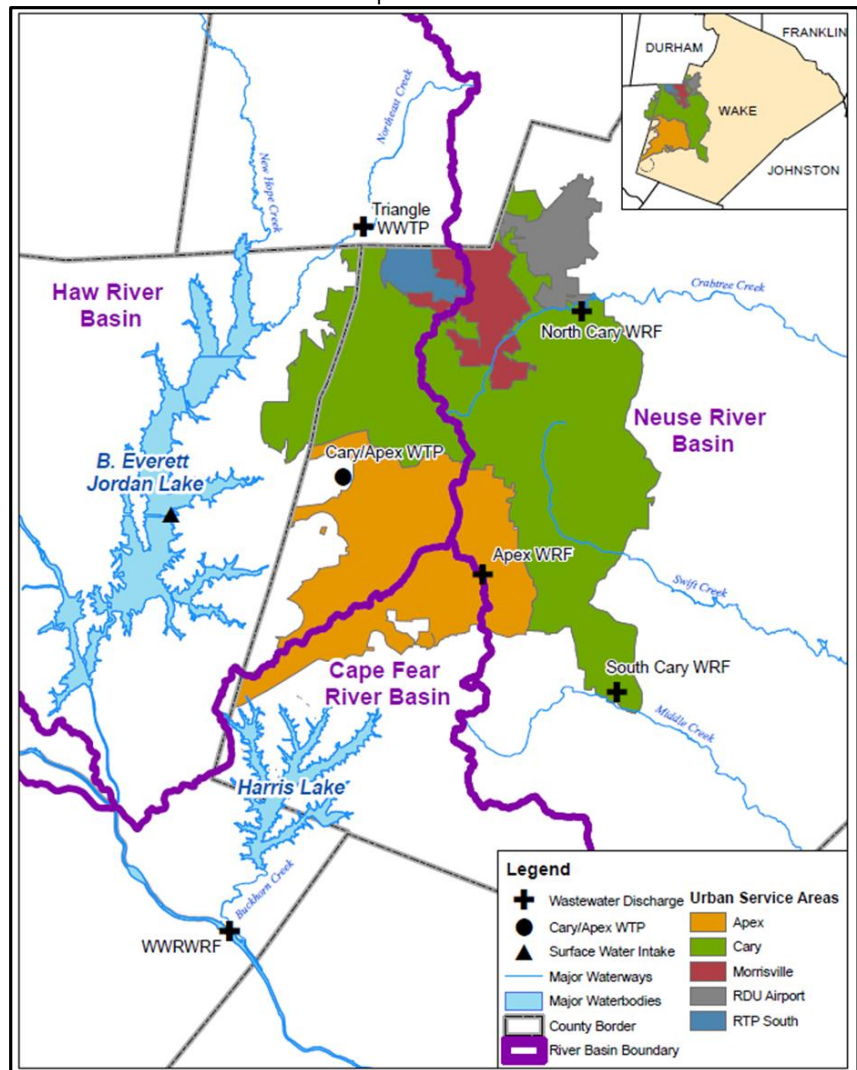 DURHAM
FRANKLIN
WAKE
JOHNSTON
Northeast Creek
New Hope Creek
Triangle
WWTP
Haw River
Basin
Crabtree Creek
North Cary WRF
Neuse River
Basin
Cary/Apex WTP
B. Everett
Jordan Lake
Apex WRF
Swift Creek
South Cary WRF
Cape Fear
River Basin
Middle Creek
Harris Lake
Buckhorn Creek
WWRWRF
Legend
Wastewater Discharge
Cary/Apex WTP
Surface Water Intake
Major Waterways
Major Waterbodies
County Border
River Basin Boundary
Urban Service Areas
Apex
Cary
Morrisville
RDU Airport
RTP South